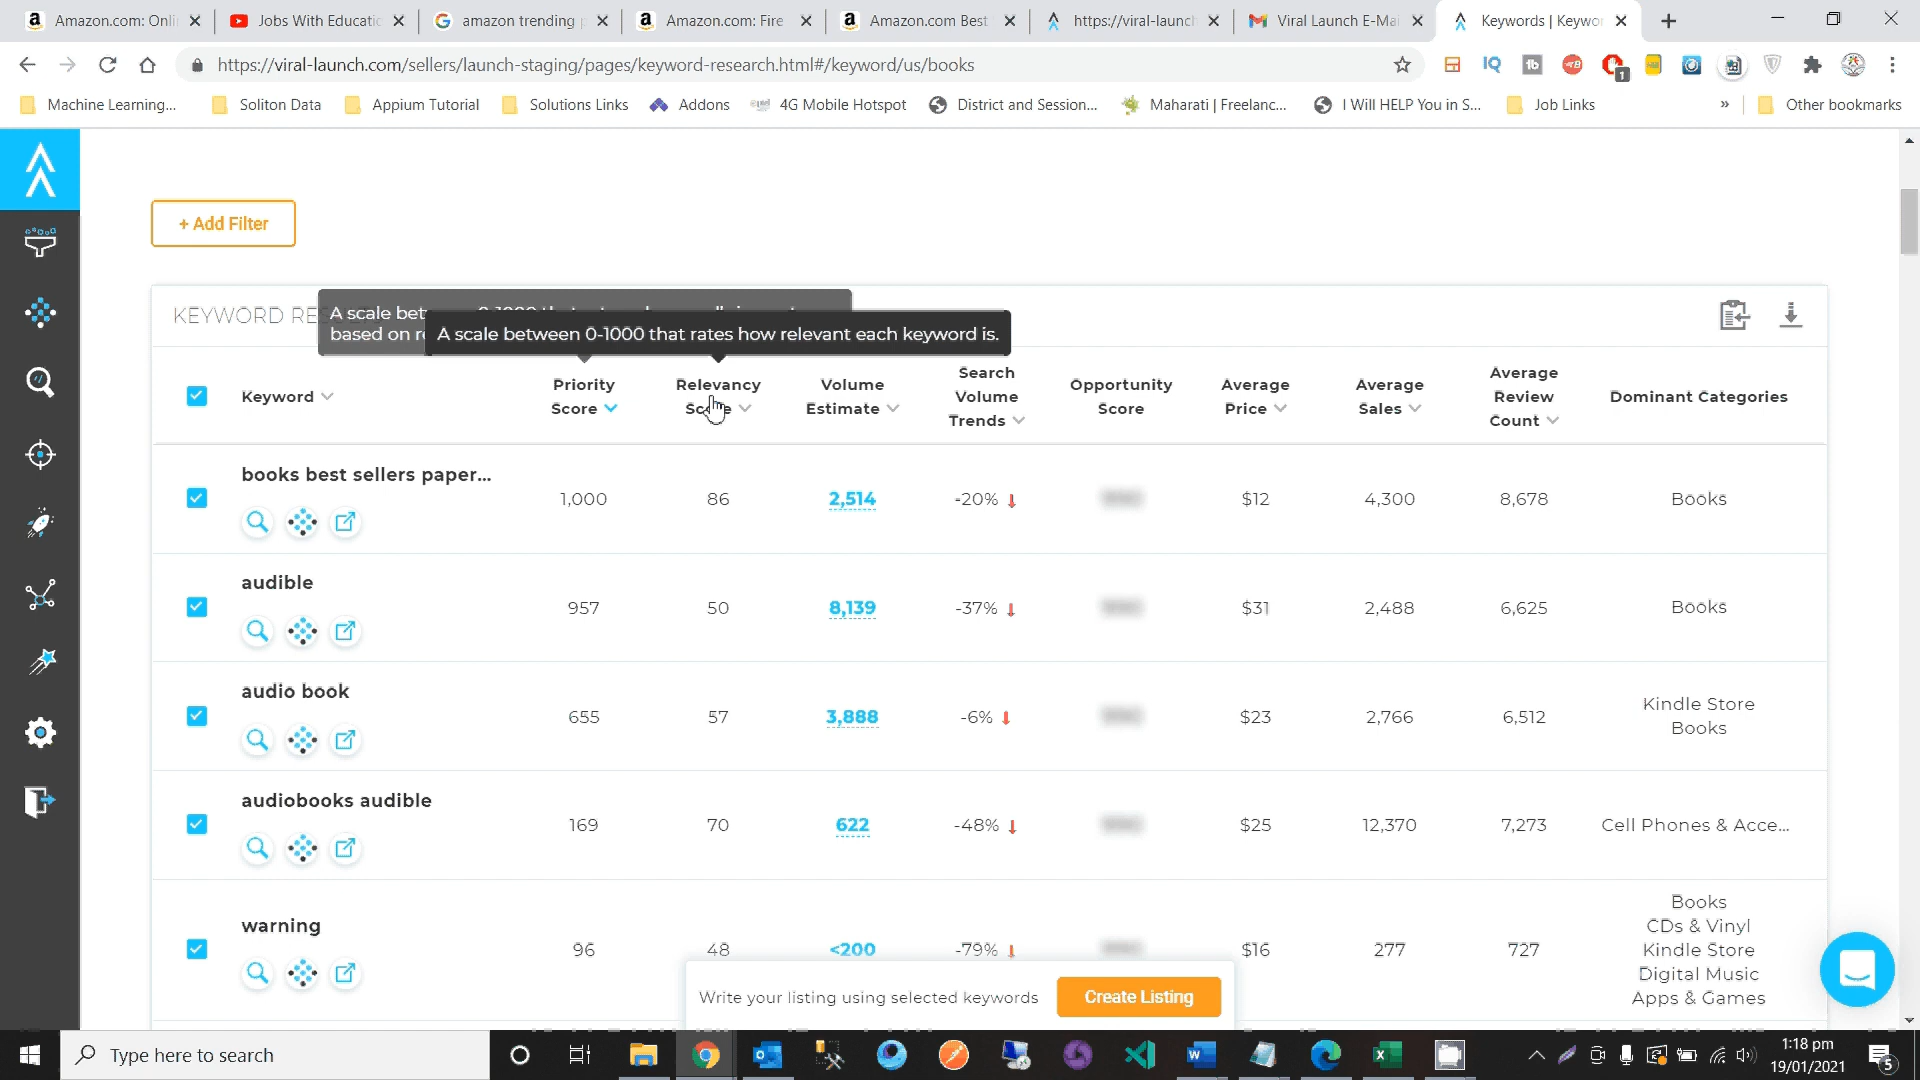 Amazon.com: Onli
Jobs With Educatio
amazon trending p
Amazon.com: Fire
Amazon.com Best
https://viral-launch
Viral Launch E-Mai
Keywords | Keywor
https://viral-launch.com/sellers/launch-staging/pages/keyword-research.html#/keyword/us/books
1
Machine Learning...
Soliton Data
Appium Tutorial
Solutions Links
Addons
4G Mobile Hotspot
District and Session...
Maharati | Freelanc...
I Will HELP You in S...
Job Links
»
Other bookmarks
+ Add Filter
KEYWORD RES
A scale bet
based on re
A scale between 0-1000 that rates how relevant each keyword is.
Keyword
Priority
Score
Relevancy
Score
Volume
Estimate
Search
Volume
Trends
Opportunity
Score
Average
Price
Average
Sales
Average
Review
Count
Dominant Categories
books best sellers paper...
1,000 86 2,514 -20% $12 4,300 8,678 Books
audible
957 50 8,139 -37% $31 2,488 6,625 Books
audio book
655 57 3,888 -6% $23 2,766 6,512
Kindle Store
Books
audiobooks audible
169 70 622 -48% $25 12,370 7,273 Cell Phones & Acce...
warning
96 48 <200 -79% $16 277 727
Books
CDs & Vinyl
Kindle Store
Digital Music
Apps & Games
Write your listing using selected keywords
Create Listing
Type here to search
1:18 pm
19/01/2021
5